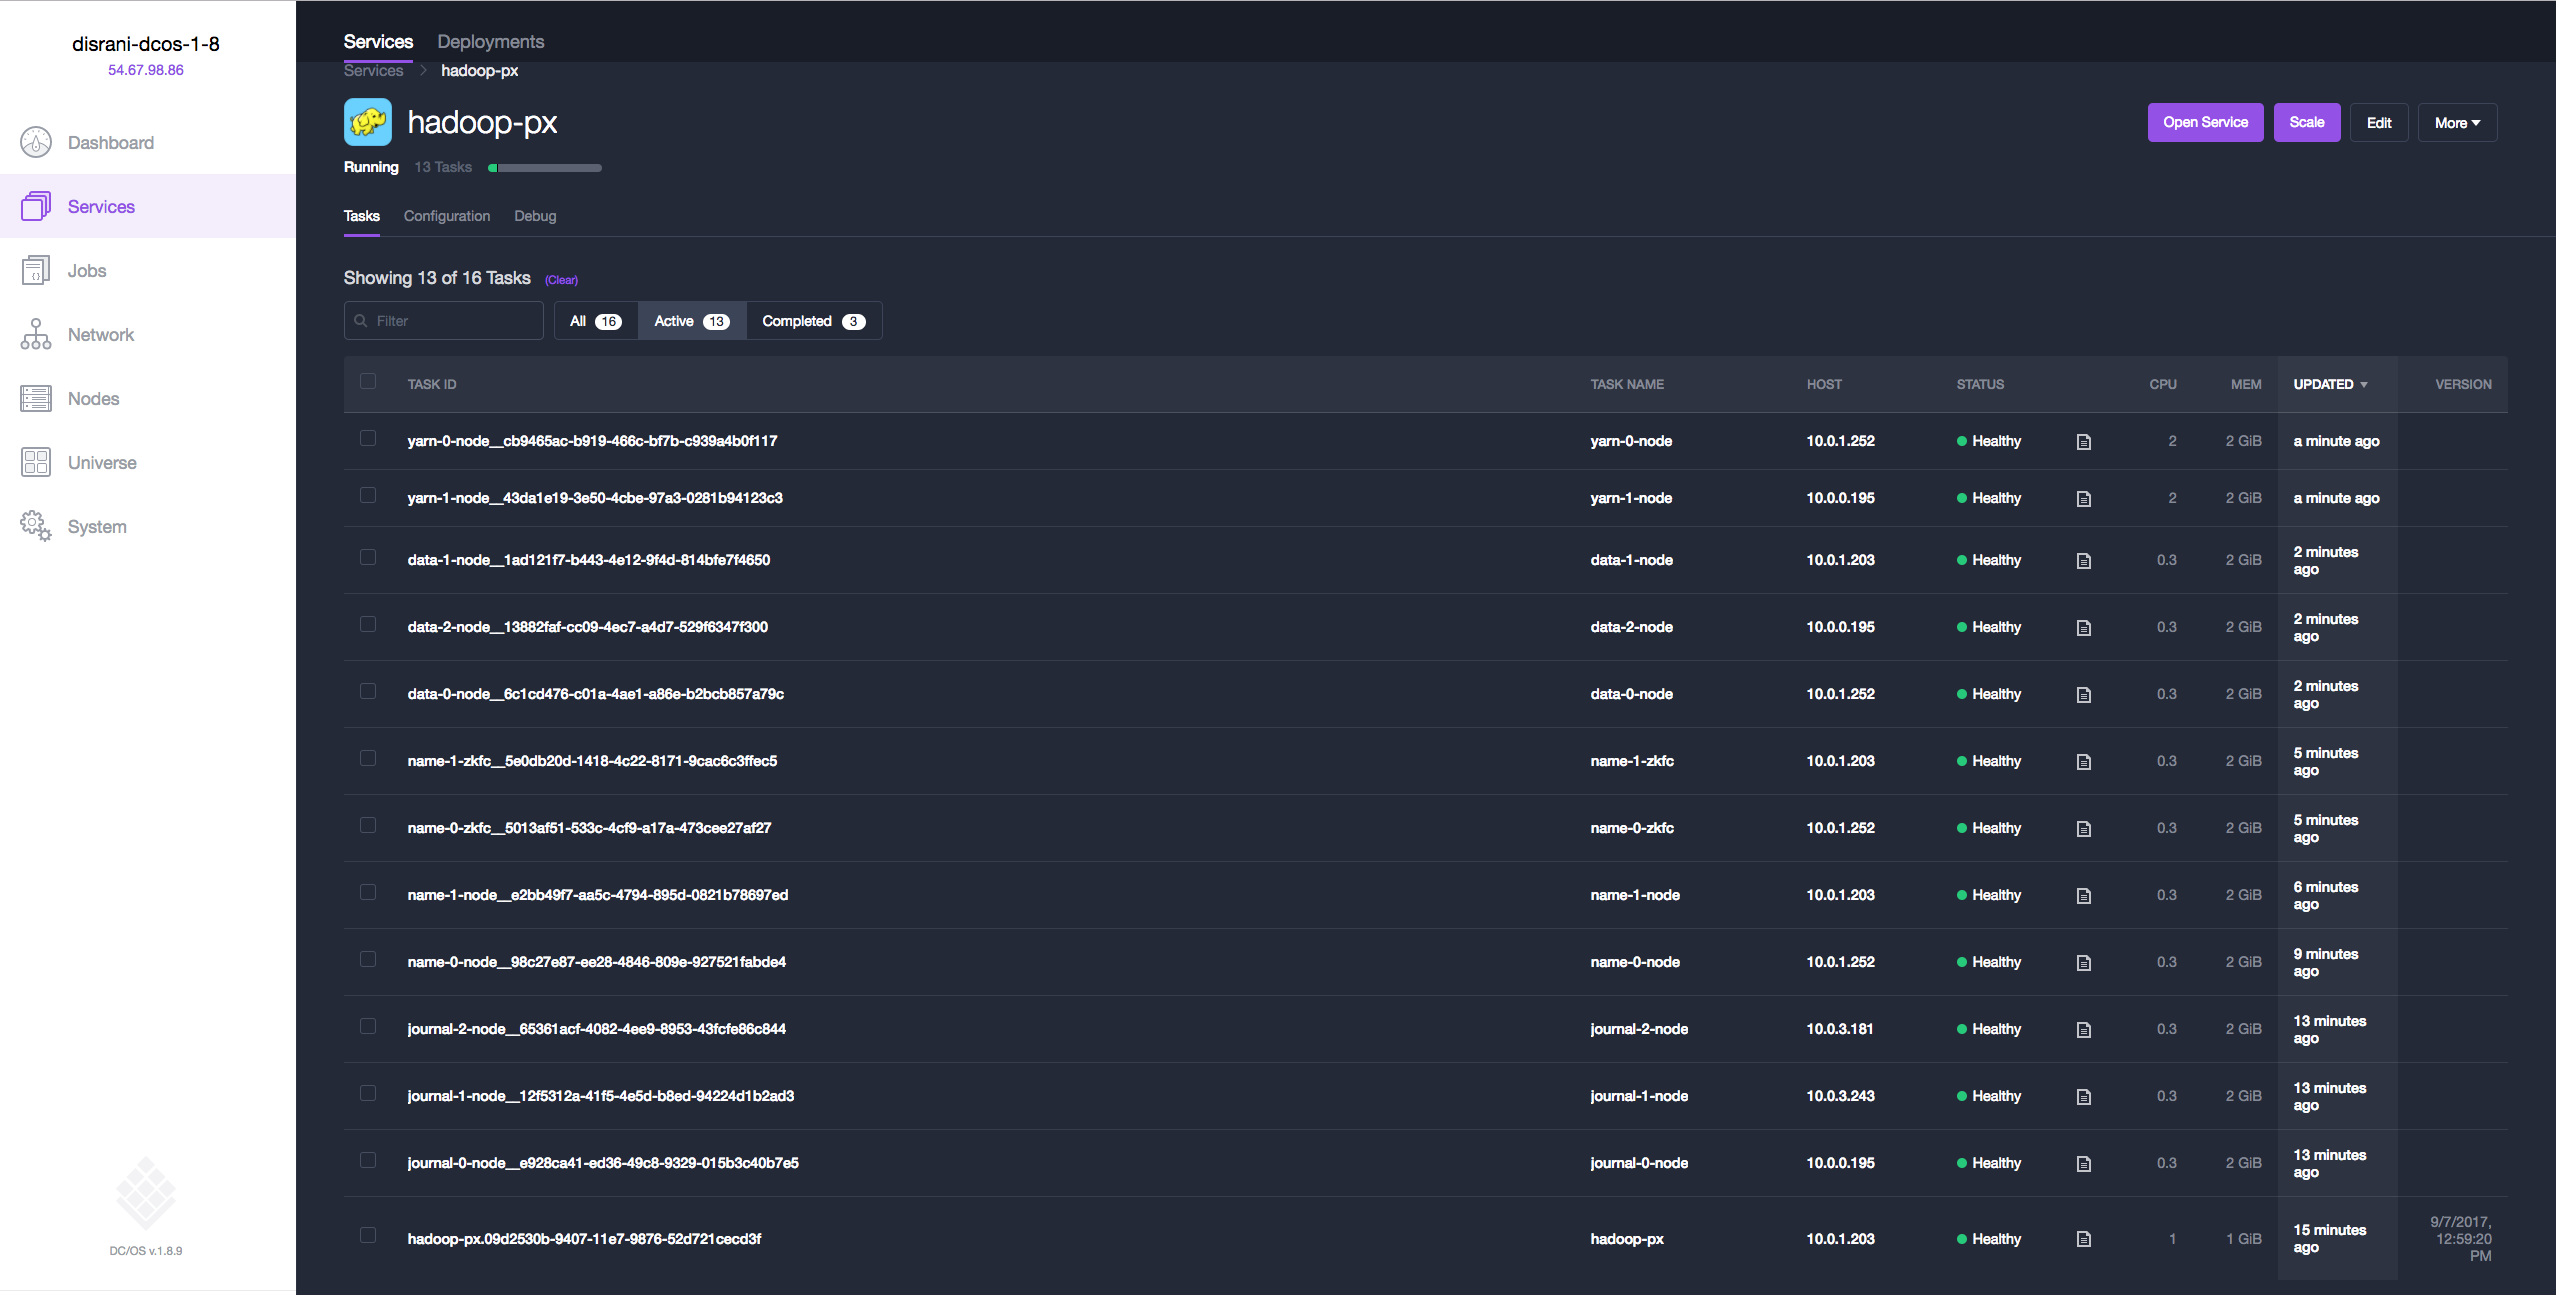 disrani-dcos-1-8
54.67.98.86
Dashboard
Services
Jobs
Network
Nodes
Universe
System
DC/OS v.1.8.9
Services Deployments
Services > hadoop-px
hadoop-px
Open Service Scale Edit More
Running 13 Tasks
Tasks Configuration Debug
Showing 13 of 16 Tasks (Clear)
Filter All 16 Active 13 Completed 3
TASK ID TASK NAME HOST STATUS CPU MEM UPDATED VERSION
yarn-0-node__cb9465ac-b919-466c-bf7b-c939a4b0f117 yarn-0-node 10.0.1.252 Healthy 2 2 GiB a minute ago
yarn-1-node__43da1e19-3e50-4cbe-97a3-0281b94123c3 yarn-1-node 10.0.0.195 Healthy 2 2 GiB a minute ago
data-1-node__1ad121f7-b443-4e12-9f4d-814bfe7f4650 data-1-node 10.0.1.203 Healthy 0.3 2 GiB 2 minutes
ago
data-2-node__13882faf-cc09-4ec7-a4d7-529f6347f300 data-2-node 10.0.0.195 Healthy 0.3 2 GiB 2 minutes
ago
data-0-node__6c1cd476-c01a-4ae1-a86e-b2bcb857a79c data-0-node 10.0.1.252 Healthy 0.3 2 GiB 2 minutes
ago
name-1-zkfc__5e0db20d-1418-4c22-8171-9cac6c3ffec5 name-1-zkfc 10.0.1.203 Healthy 0.3 2 GiB 5 minutes
ago
name-0-zkfc__5013af51-533c-4cf9-a17a-473cee27af27 name-0-zkfc 10.0.1.252 Healthy 0.3 2 GiB 5 minutes
ago
name-1-node__e2bb49f7-aa5c-4794-895d-0821b78697ed name-1-node 10.0.1.203 Healthy 0.3 2 GiB 6 minutes
ago
name-0-node__98c27e87-ee28-4846-809e-927521fabde4 name-0-node 10.0.1.252 Healthy 0.3 2 GiB 9 minutes
ago
journal-2-node__65361acf-4082-4ee9-8953-43fcfe86c844 journal-2-node 10.0.3.181 Healthy 0.3 2 GiB 13 minutes
ago
journal-1-node__12f5312a-41f5-4e5d-b8ed-94224d1b2ad3 journal-1-node 10.0.3.243 Healthy 0.3 2 GiB 13 minutes
ago
journal-0-node__e928ca41-ed36-49c8-9329-015b3c40b7e5 journal-0-node 10.0.0.195 Healthy 0.3 2 GiB 13 minutes
ago
hadoop-px.09d2530b-9407-11e7-9876-52d721cecd3f hadoop-px 10.0.1.203 Healthy 1 1 GiB 15 minutes
ago
9/7/2017,
12:59:20
PM